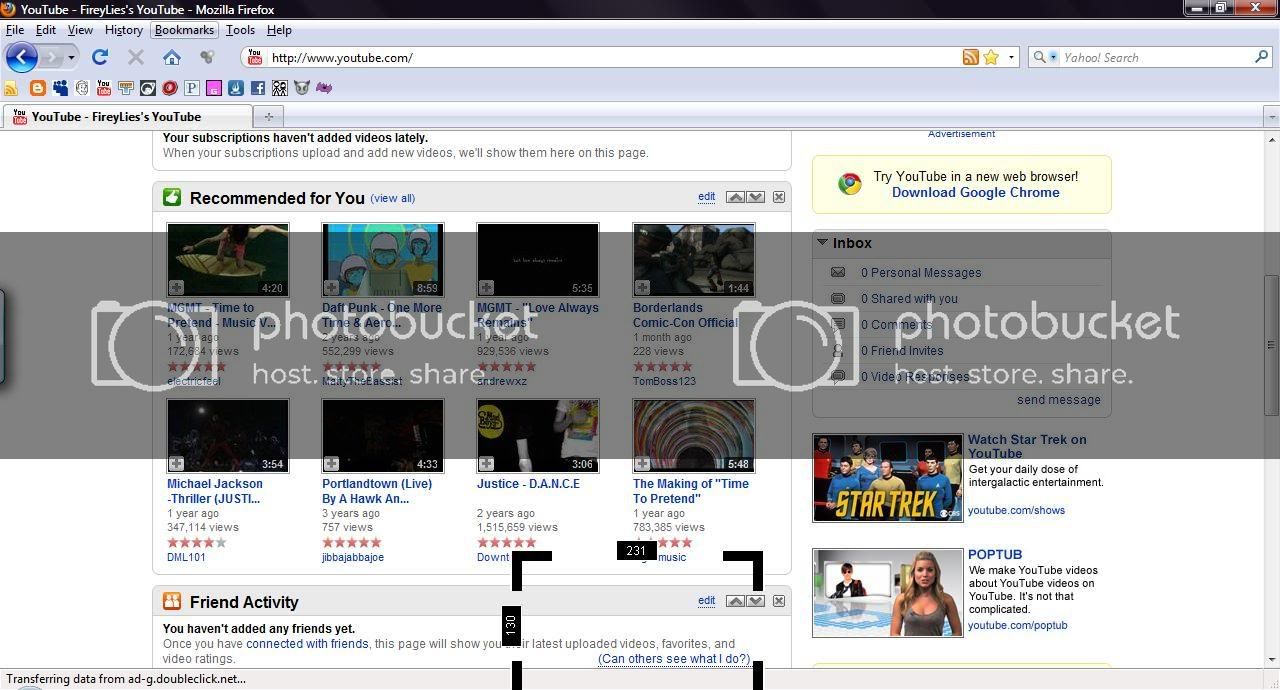 YouTube - FireyLies's YouTube - Mozilla Firefox
File Edit View History Bookmarks Tools Help
http://www.youtube.com/
Yahoo! Search
YouTube - FireyLies's YouTube
Your subscriptions haven't added videos lately.
When your subscriptions upload and add new videos, we'll show them here on this page.
Recommended for You (view all) edit
4:20 8:59 5:35 1:44
MGMT - Time to Pretend - Music V...
1 year ago
172,684 views
electricfeel
Daft Punk - One More Time & Aero...
2 years ago
552,299 views
MattyTheBassist
MGMT - "Love Always Remains"
1 year ago
929,536 views
andrewxz
Borderlands Comic-Con Official
1 month ago
228 views
TomBoss123
photobucket
host. store. share.
photobucket
host. store. share.
3:54 4:33 3:06 5:48
Michael Jackson
-Thriller (JUSTI...
1 year ago
347,114 views
DML101
Portlandtown (Live)
By A Hawk An...
3 years ago
757 views
jibbajabbajoe
Justice - D.A.N.C.E
2 years ago
1,515,659 views
Downt
The Making of "Time
To Pretend"
1 year ago
783,385 views
music
231
130
Friend Activity edit
You haven't added any friends yet.
Once you have connected with friends, this page will show you their latest uploaded videos, favorites, and
video ratings.
(Can others see what I do?)
Advertisement
Try YouTube in a new web browser!
Download Google Chrome
Inbox
0 Personal Messages
0 Shared with you
0 Comments
0 Friend Invites
0 Video Responses
send message
STAR TREK
CBS
Watch Star Trek on
YouTube
Get your daily dose of
intergalactic entertainment.
youtube.com/shows
POPTUB
We make YouTube videos
about YouTube videos on
YouTube. It's not that
complicated.
youtube.com/poptub
Transferring data from ad-g.doubleclick.net...